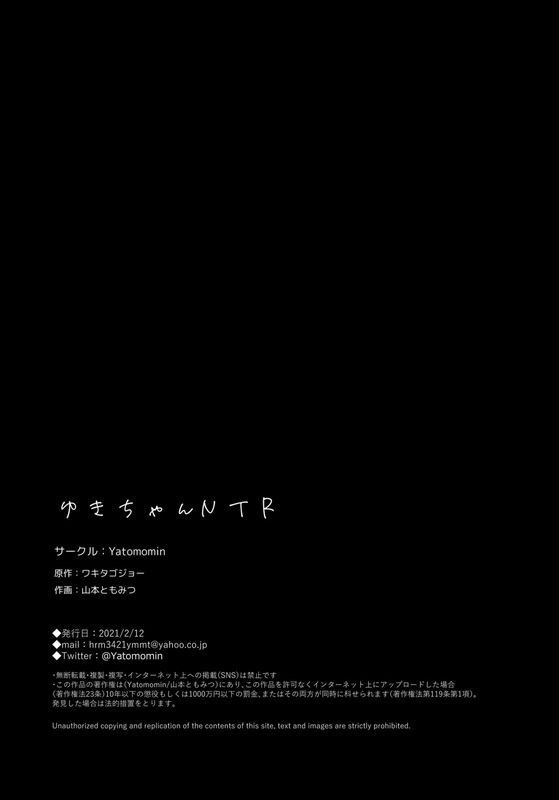 ゆきちゃんNTR
サークル：Yatomomin
原作：ワキタゴジョー
作画：山本ともみつ
◆発行日：2021/2/12
◆mail：hrm3421ymmt@yahoo.co.jp
◆Twitter：@Yatomomin
・無断転載・複製・複写・インターネット上への掲載(SNS)は禁止です
・この作品の著作権は(Yatomomin/山本ともみつ)にあり、この作品を許可なくインターネット上にアップロードした場合
(著作権法23条)10年以下の懲役もしくは1000万円以下の罰金、またはその両方が同時に科せられます(著作権法第119条第1項)。
発見した場合は法的措置をとります。
Unauthorized copying and replication of the contents of this site, text and images are strictly prohibited.